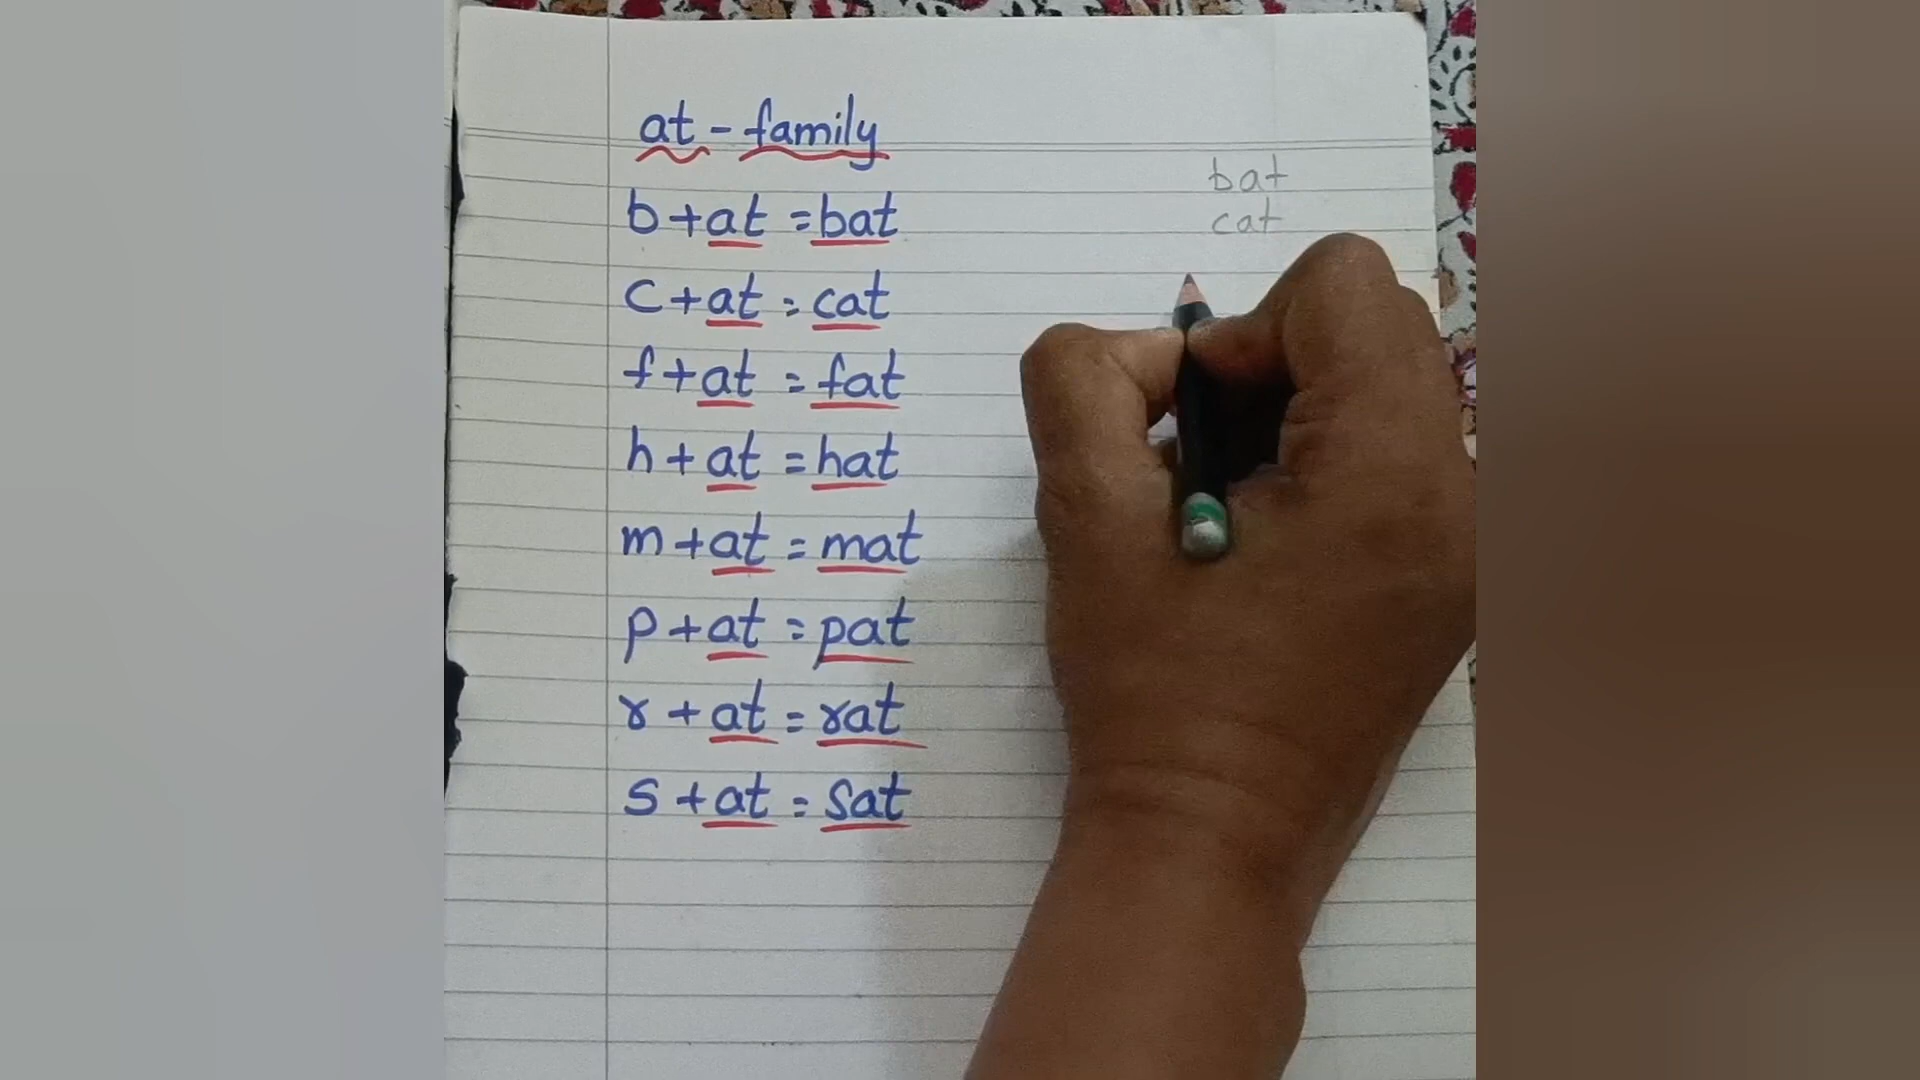 at - family
b + at = bat
c + at = cat
f + at = fat
h + at = hat
m + at = mat
p + at = pat
r + at = rat
s + at = sat
bat
cat